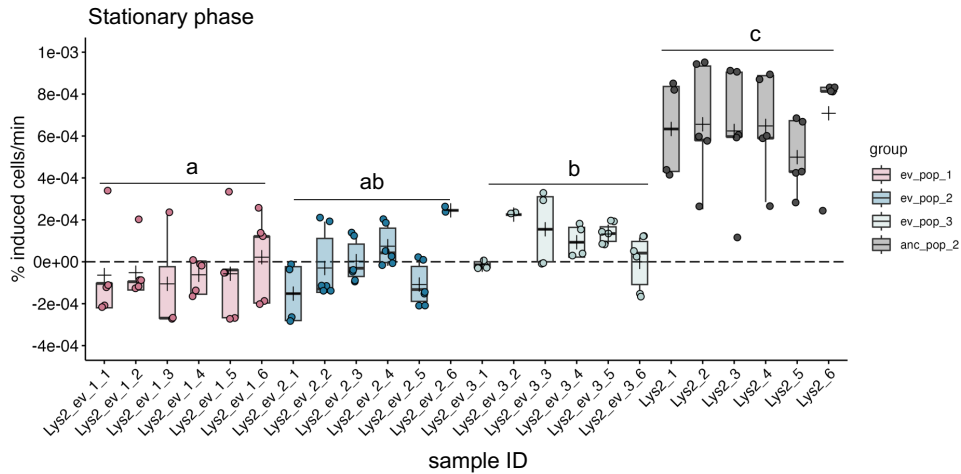 Stationary phase
1e-03
8e-04
6e-04
4e-04
2e-04
0e+00
-2e-04
-4e-04
% induced cells/min
a
ab
b
c
group
ev_pop_1
ev_pop_2
ev_pop_3
anc_pop_2
Lys2_ev_1_1
Lys2_ev_1_2
Lys2_ev_1_3
Lys2_ev_1_4
Lys2_ev_1_5
Lys2_ev_1_6
Lys2_ev_2_1
Lys2_ev_2_2
Lys2_ev_2_3
Lys2_ev_2_4
Lys2_ev_2_5
Lys2_ev_2_6
Lys2_ev_3_1
Lys2_ev_3_2
Lys2_ev_3_3
Lys2_ev_3_4
Lys2_ev_3_5
Lys2_ev_3_6
Lys2_1
Lys2_2
Lys2_3
Lys2_4
Lys2_5
Lys2_6
sample ID